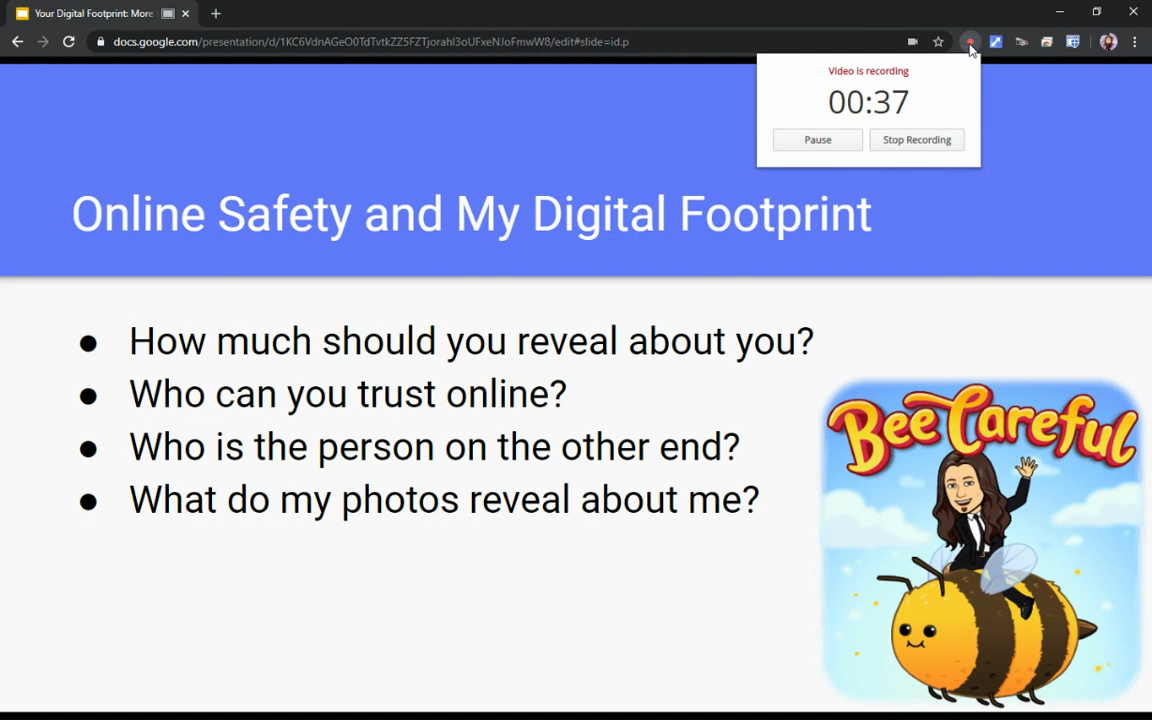 Your Digital Footprint: More
docs.google.com/presentation/d/1KC6VdnAGeO0TdTvtkZZ5FZTjorahl3oUFxeNJoFmwW8/edit#slide=id.p
Video is recording
00:37
Pause
Stop Recording
Online Safety and My Digital Footprint
● How much should you reveal about you?
● Who can you trust online?
● Who is the person on the other end?
● What do my photos reveal about me?
Bee Careful